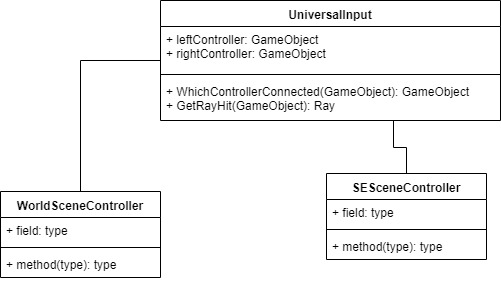 UniversalInput
+ leftController: GameObject
+ rightController: GameObject
+ WhichControllerConnected(GameObject): GameObject
+ GetRayHit(GameObject): Ray
WorldSceneController
+ field: type
+ method(type): type
SESceneController
+ field: type
+ method(type): type